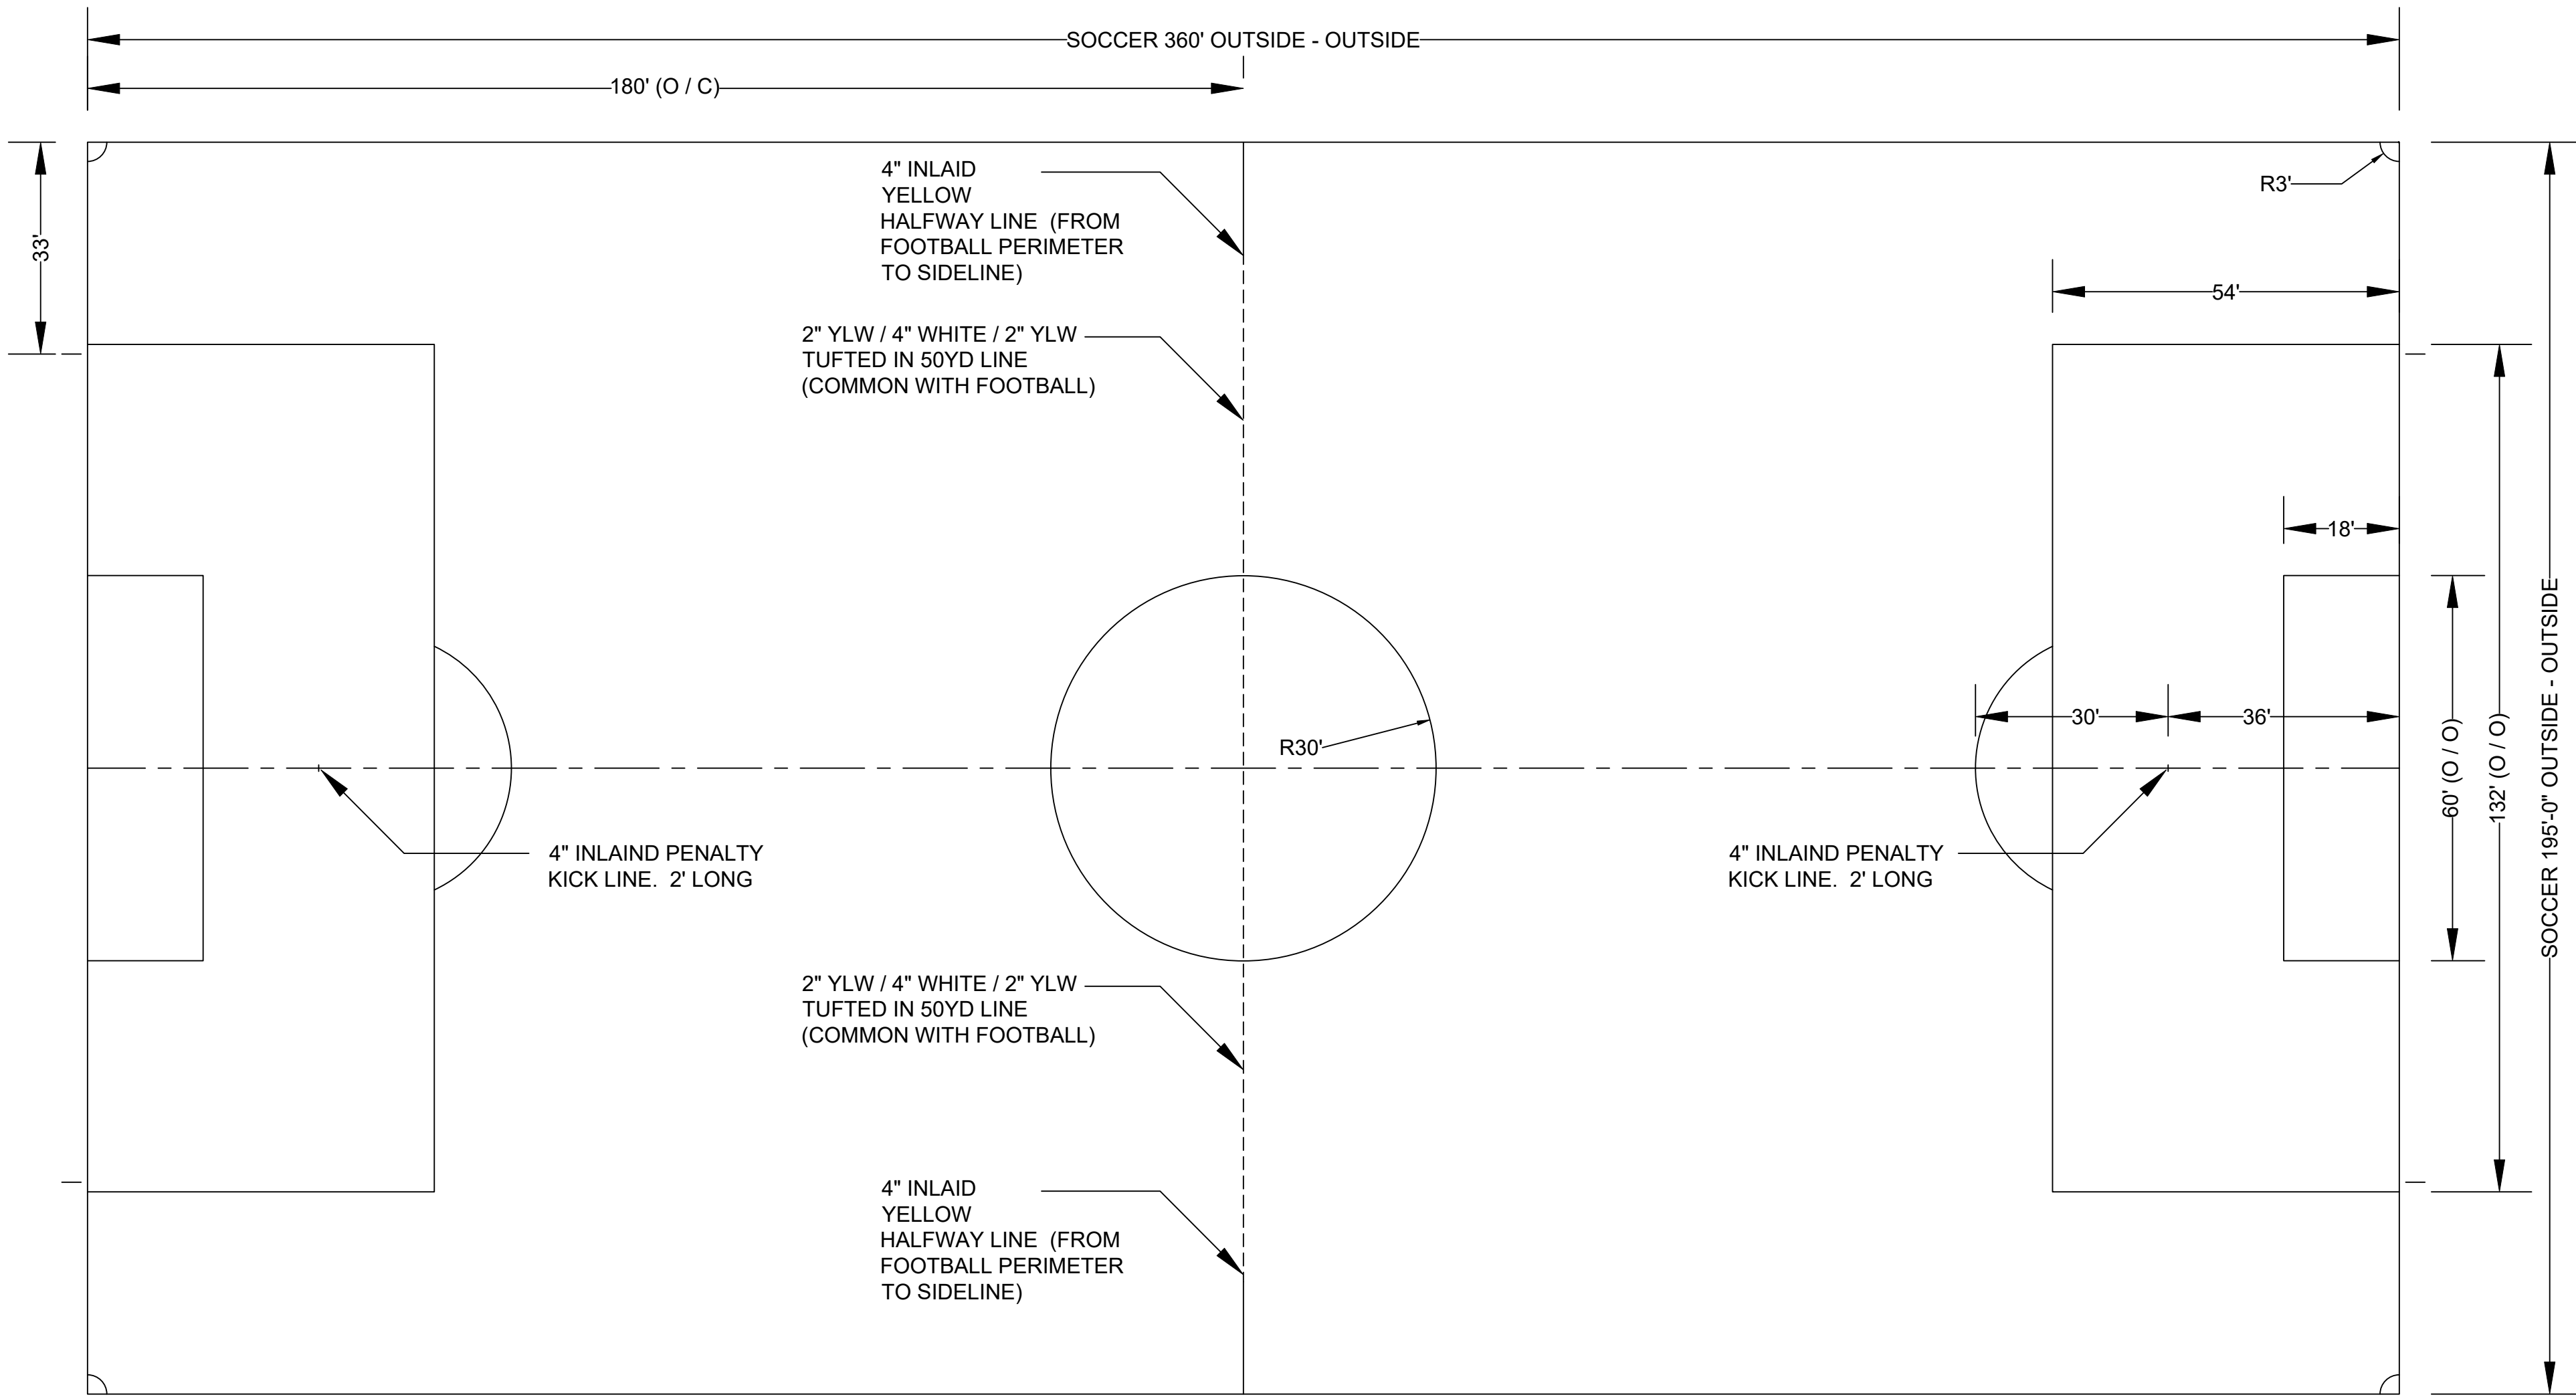 SOCCER 360' OUTSIDE - OUTSIDE
180' (O / C)
33'
4" INLAID
YELLOW
HALFWAY LINE  (FROM
FOOTBALL PERIMETER
TO SIDELINE)
R3'
54'
2" YLW / 4" WHITE / 2" YLW
TUFTED IN 50YD LINE
(COMMON WITH FOOTBALL)
18'
30'
36'
R30'
60' (O / O)
132' (O / O)
SOCCER 195'-0" OUTSIDE - OUTSIDE
4" INLAIND PENALTY
KICK LINE.  2' LONG
4" INLAIND PENALTY
KICK LINE.  2' LONG
2" YLW / 4" WHITE / 2" YLW
TUFTED IN 50YD LINE
(COMMON WITH FOOTBALL)
4" INLAID
YELLOW
HALFWAY LINE  (FROM
FOOTBALL PERIMETER
TO SIDELINE)